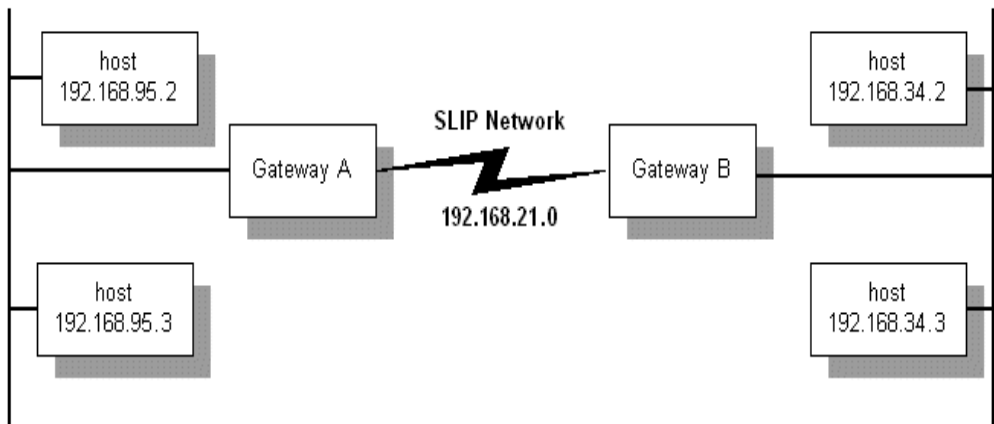 host
192.168.95.2
host
192.168.34.2
SLIP Network
Gateway A
Gateway B
192.168.21.0
host
192.168.95.3
host
192.168.34.3